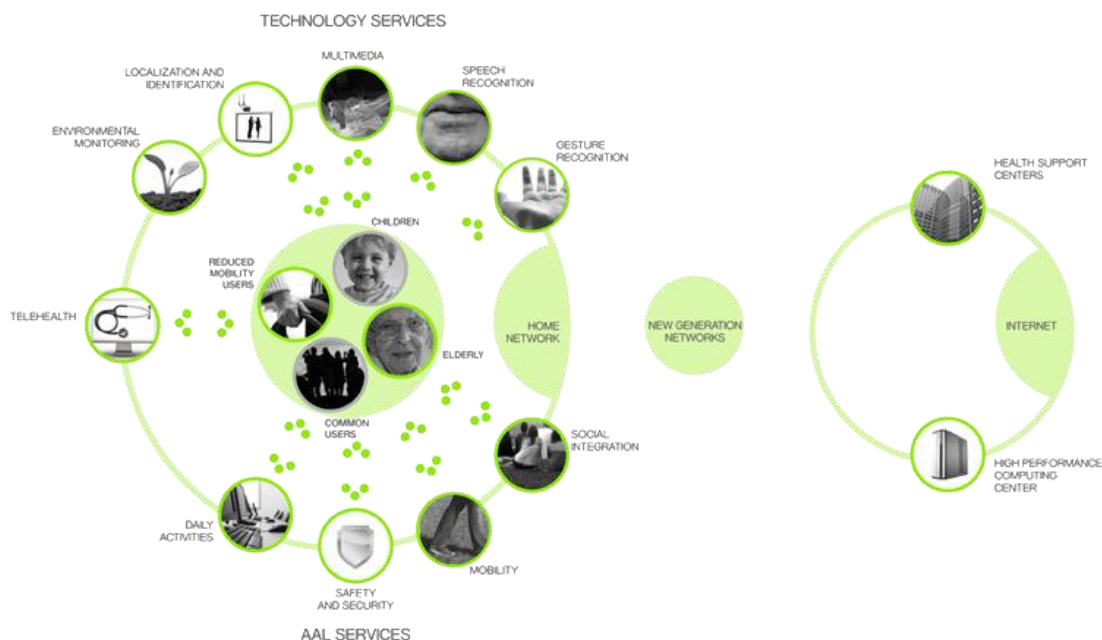 TECHNOLOGY SERVICES
MULTIMEDIA
LOCALIZATION AND
IDENTIFICATION
SPEECH
RECOGNITION
ENVIRONMENTAL
MONITORING
GESTURE
RECOGNITION
HEALTH SUPPORT
CENTERS
CHILDREN
REDUCED
MOBILITY
USERS
TELEHEALTH
HOME
NETWORK
NEW GENERATION
NETWORKS
INTERNET
ELDERLY
COMMON
USERS
SOCIAL
INTEGRATION
HIGH PERFORMANCE
COMPUTING
CENTER
DAILY
ACTIVITIES
MOBILITY
SAFETY
AND SECURITY
AAL SERVICES